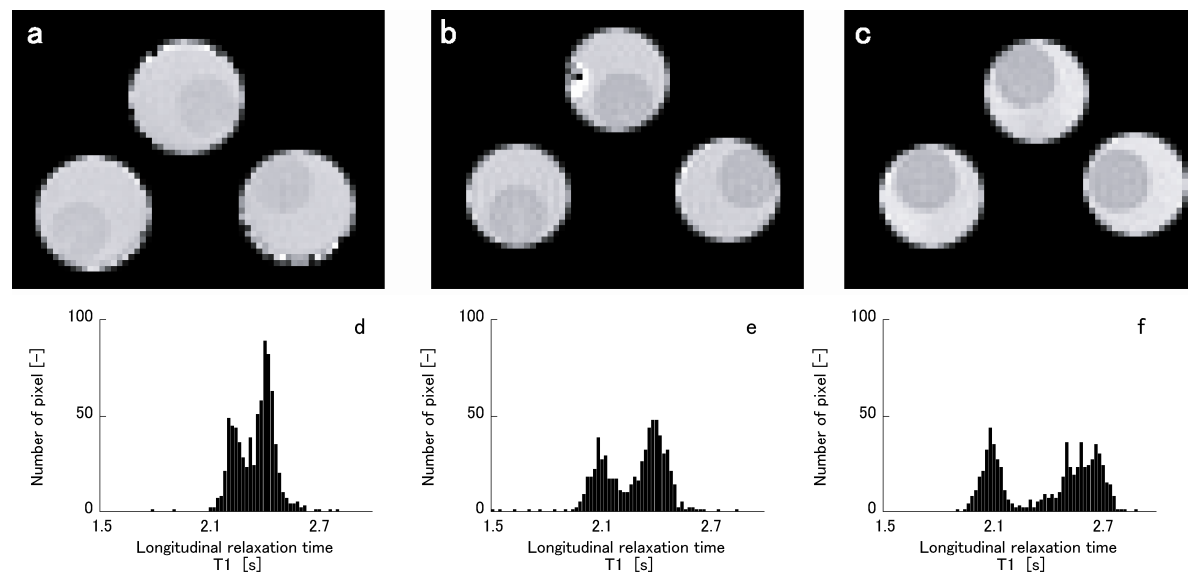 a
b
c
100
d
50
0
Number of pixel [-]
1.5 2.1 2.7
Longitudinal relaxation time
T1 [s]
100
e
50
0
Number of pixel [-]
1.5 2.1 2.7
Longitudinal relaxation time
T1 [s]
100
f
50
0
Number of pixel [-]
1.5 2.1 2.7
Longitudinal relaxation time
T1 [s]